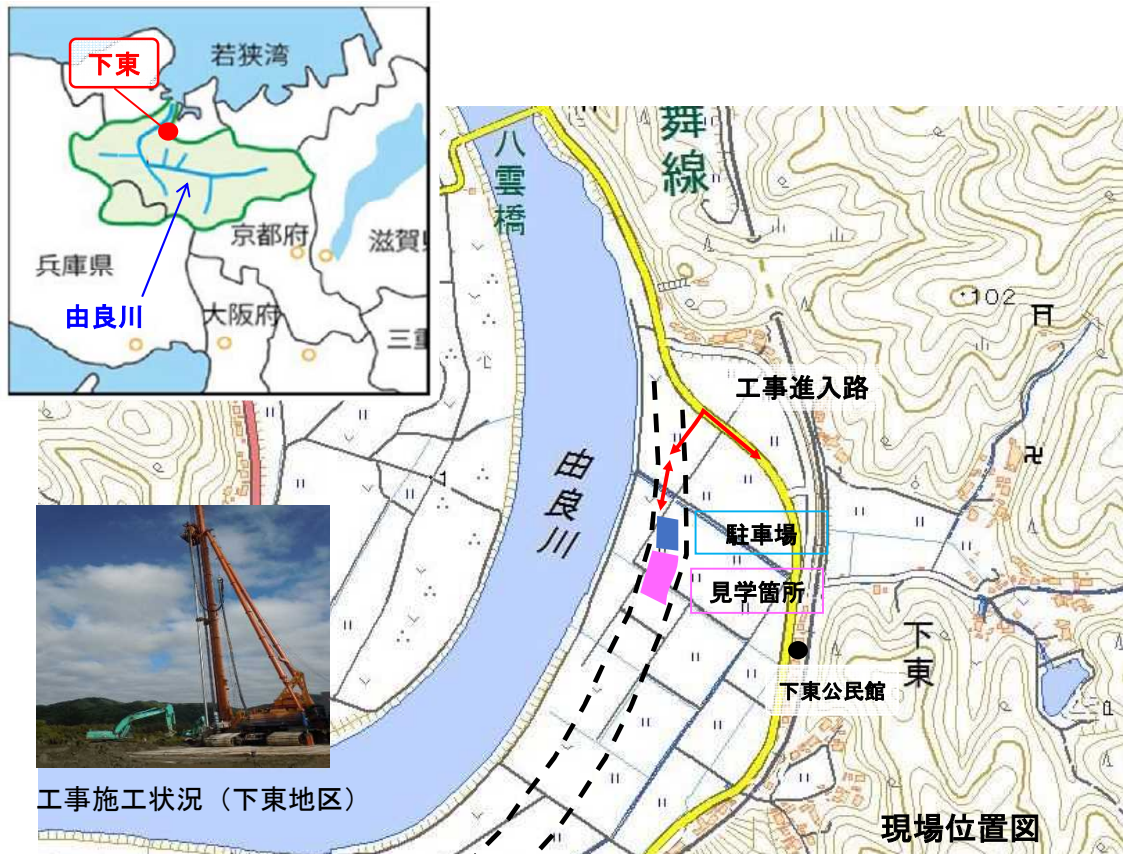 若狭湾
下東
京都府
滋賀県
兵庫県
由良川
大阪府
三重
八雲橋
舞線
・102
工事進入路
由良川
駐車場
見学箇所
下東
下東公民館
工事施工状況（下東地区）
現場位置図